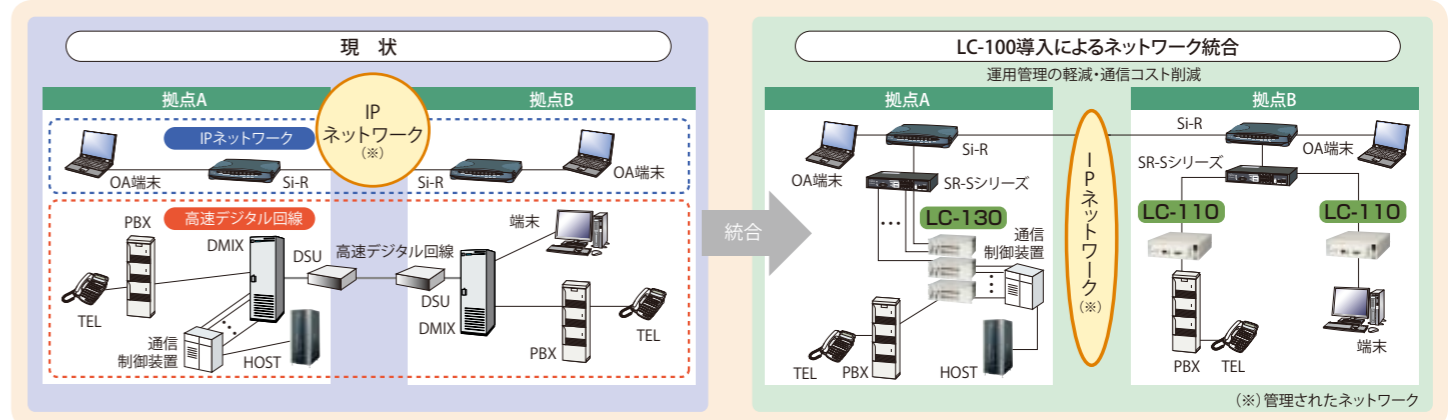 現 状
拠点A
拠点B
IP
ネットワーク
(※)
IPネットワーク
OA端末
Si-R
Si-R
OA端末
高速デジタル回線
PBX
DMIX
DSU
高速デジタル回線
端末
TEL
DSU
DMIX
通信
制御装置
HOST
PBX
TEL
統合
LC-100導入によるネットワーク統合
運用管理の軽減・通信コスト削減
拠点A
拠点B
Si-R
Si-R
OA端末
OA端末
SR-Sシリーズ
SR-Sシリーズ
IPネットワーク
(※)
LC-130
LC-110
LC-110
通信
制御装置
TEL
PBX
HOST
PBX
TEL
端末
(※)管理されたネットワーク